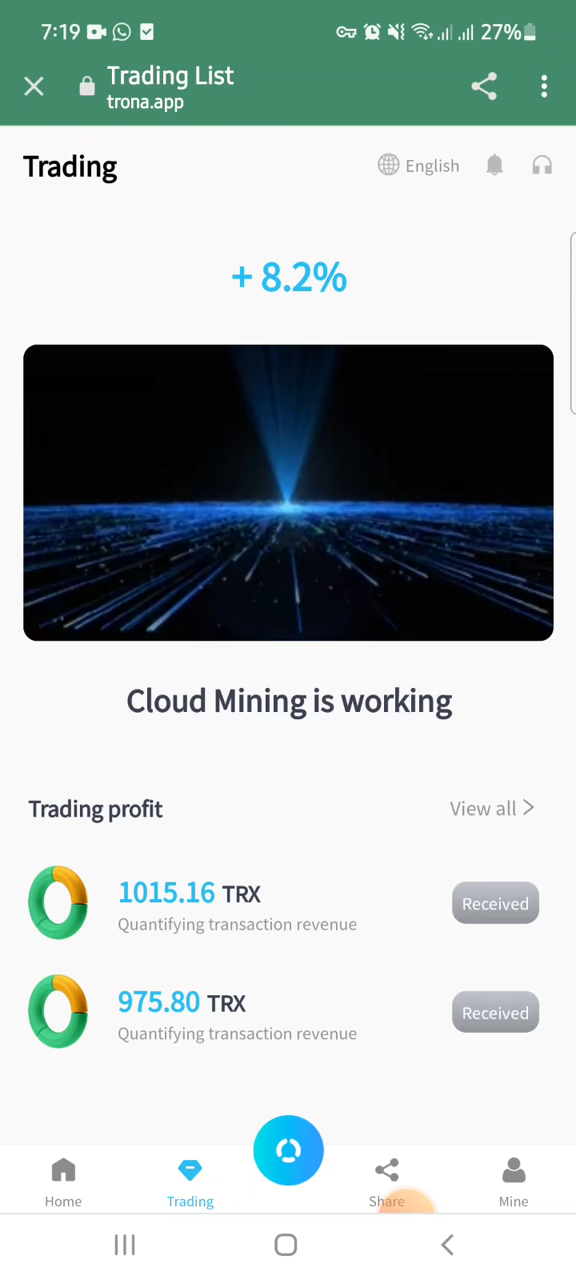 7:19
27%
Trading List
trona.app
Trading
English
+ 8.2%
Cloud Mining is working
Trading profit
View all >
1015.16 TRX
Quantifying transaction revenue
Received
975.80 TRX
Quantifying transaction revenue
Received
Home
Trading
Share
Mine